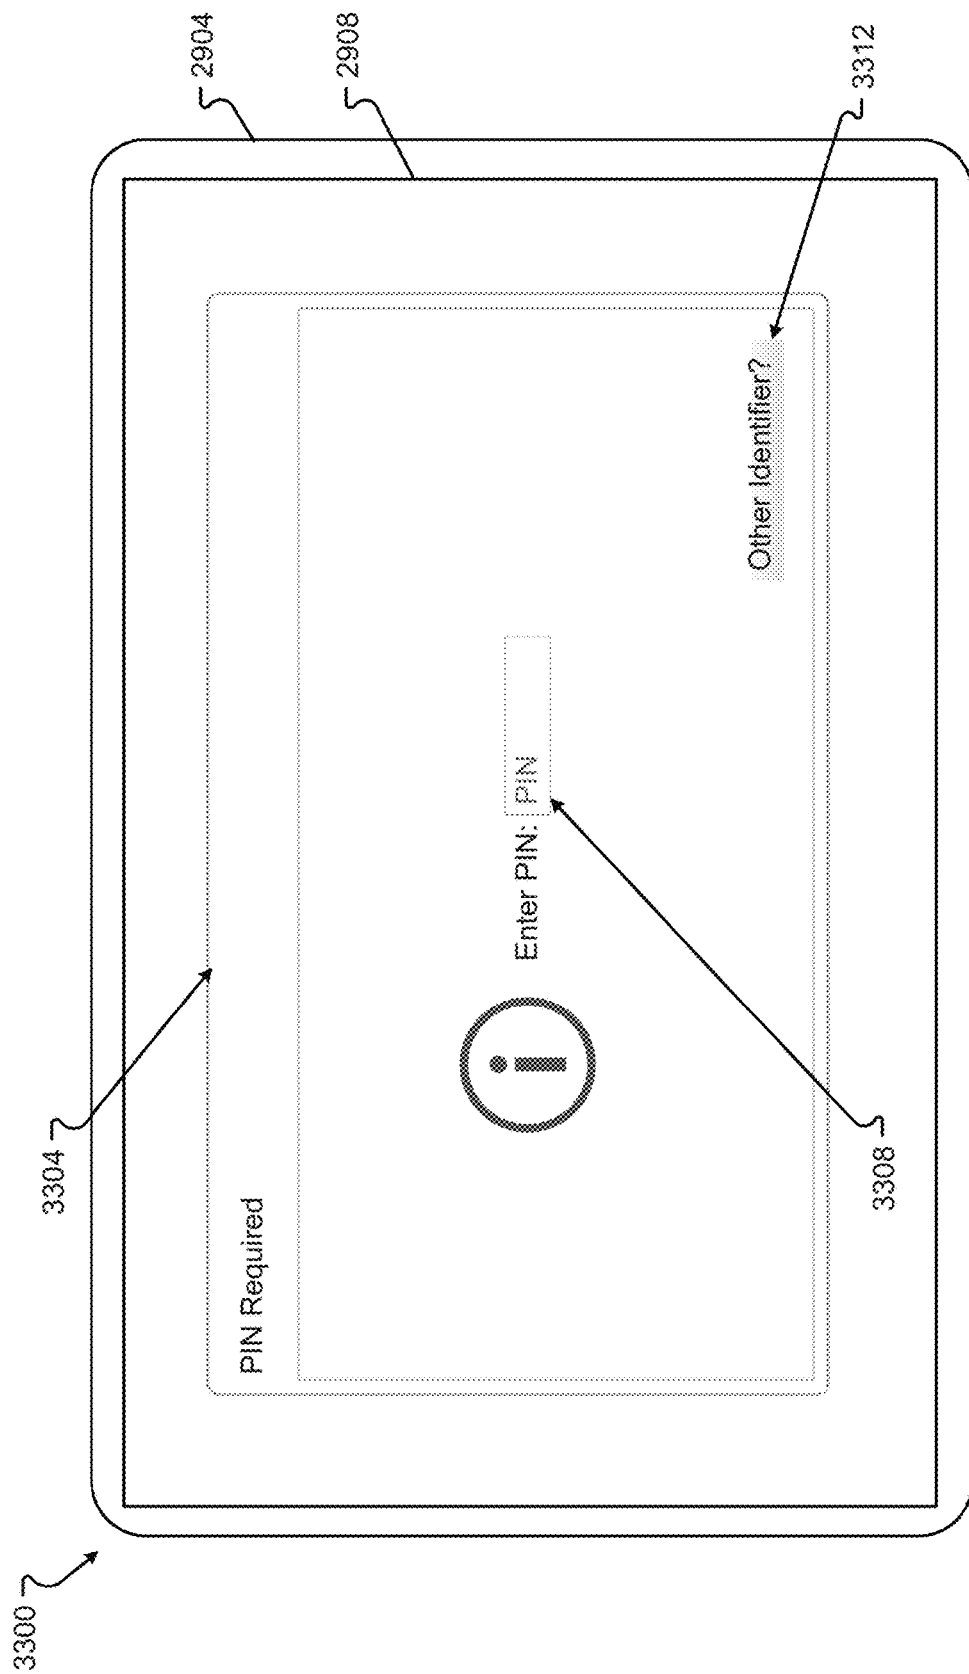 3300
2904
2908
3304
PIN Required
i
Enter PIN: PIN
Other Identifier?
3308
3312